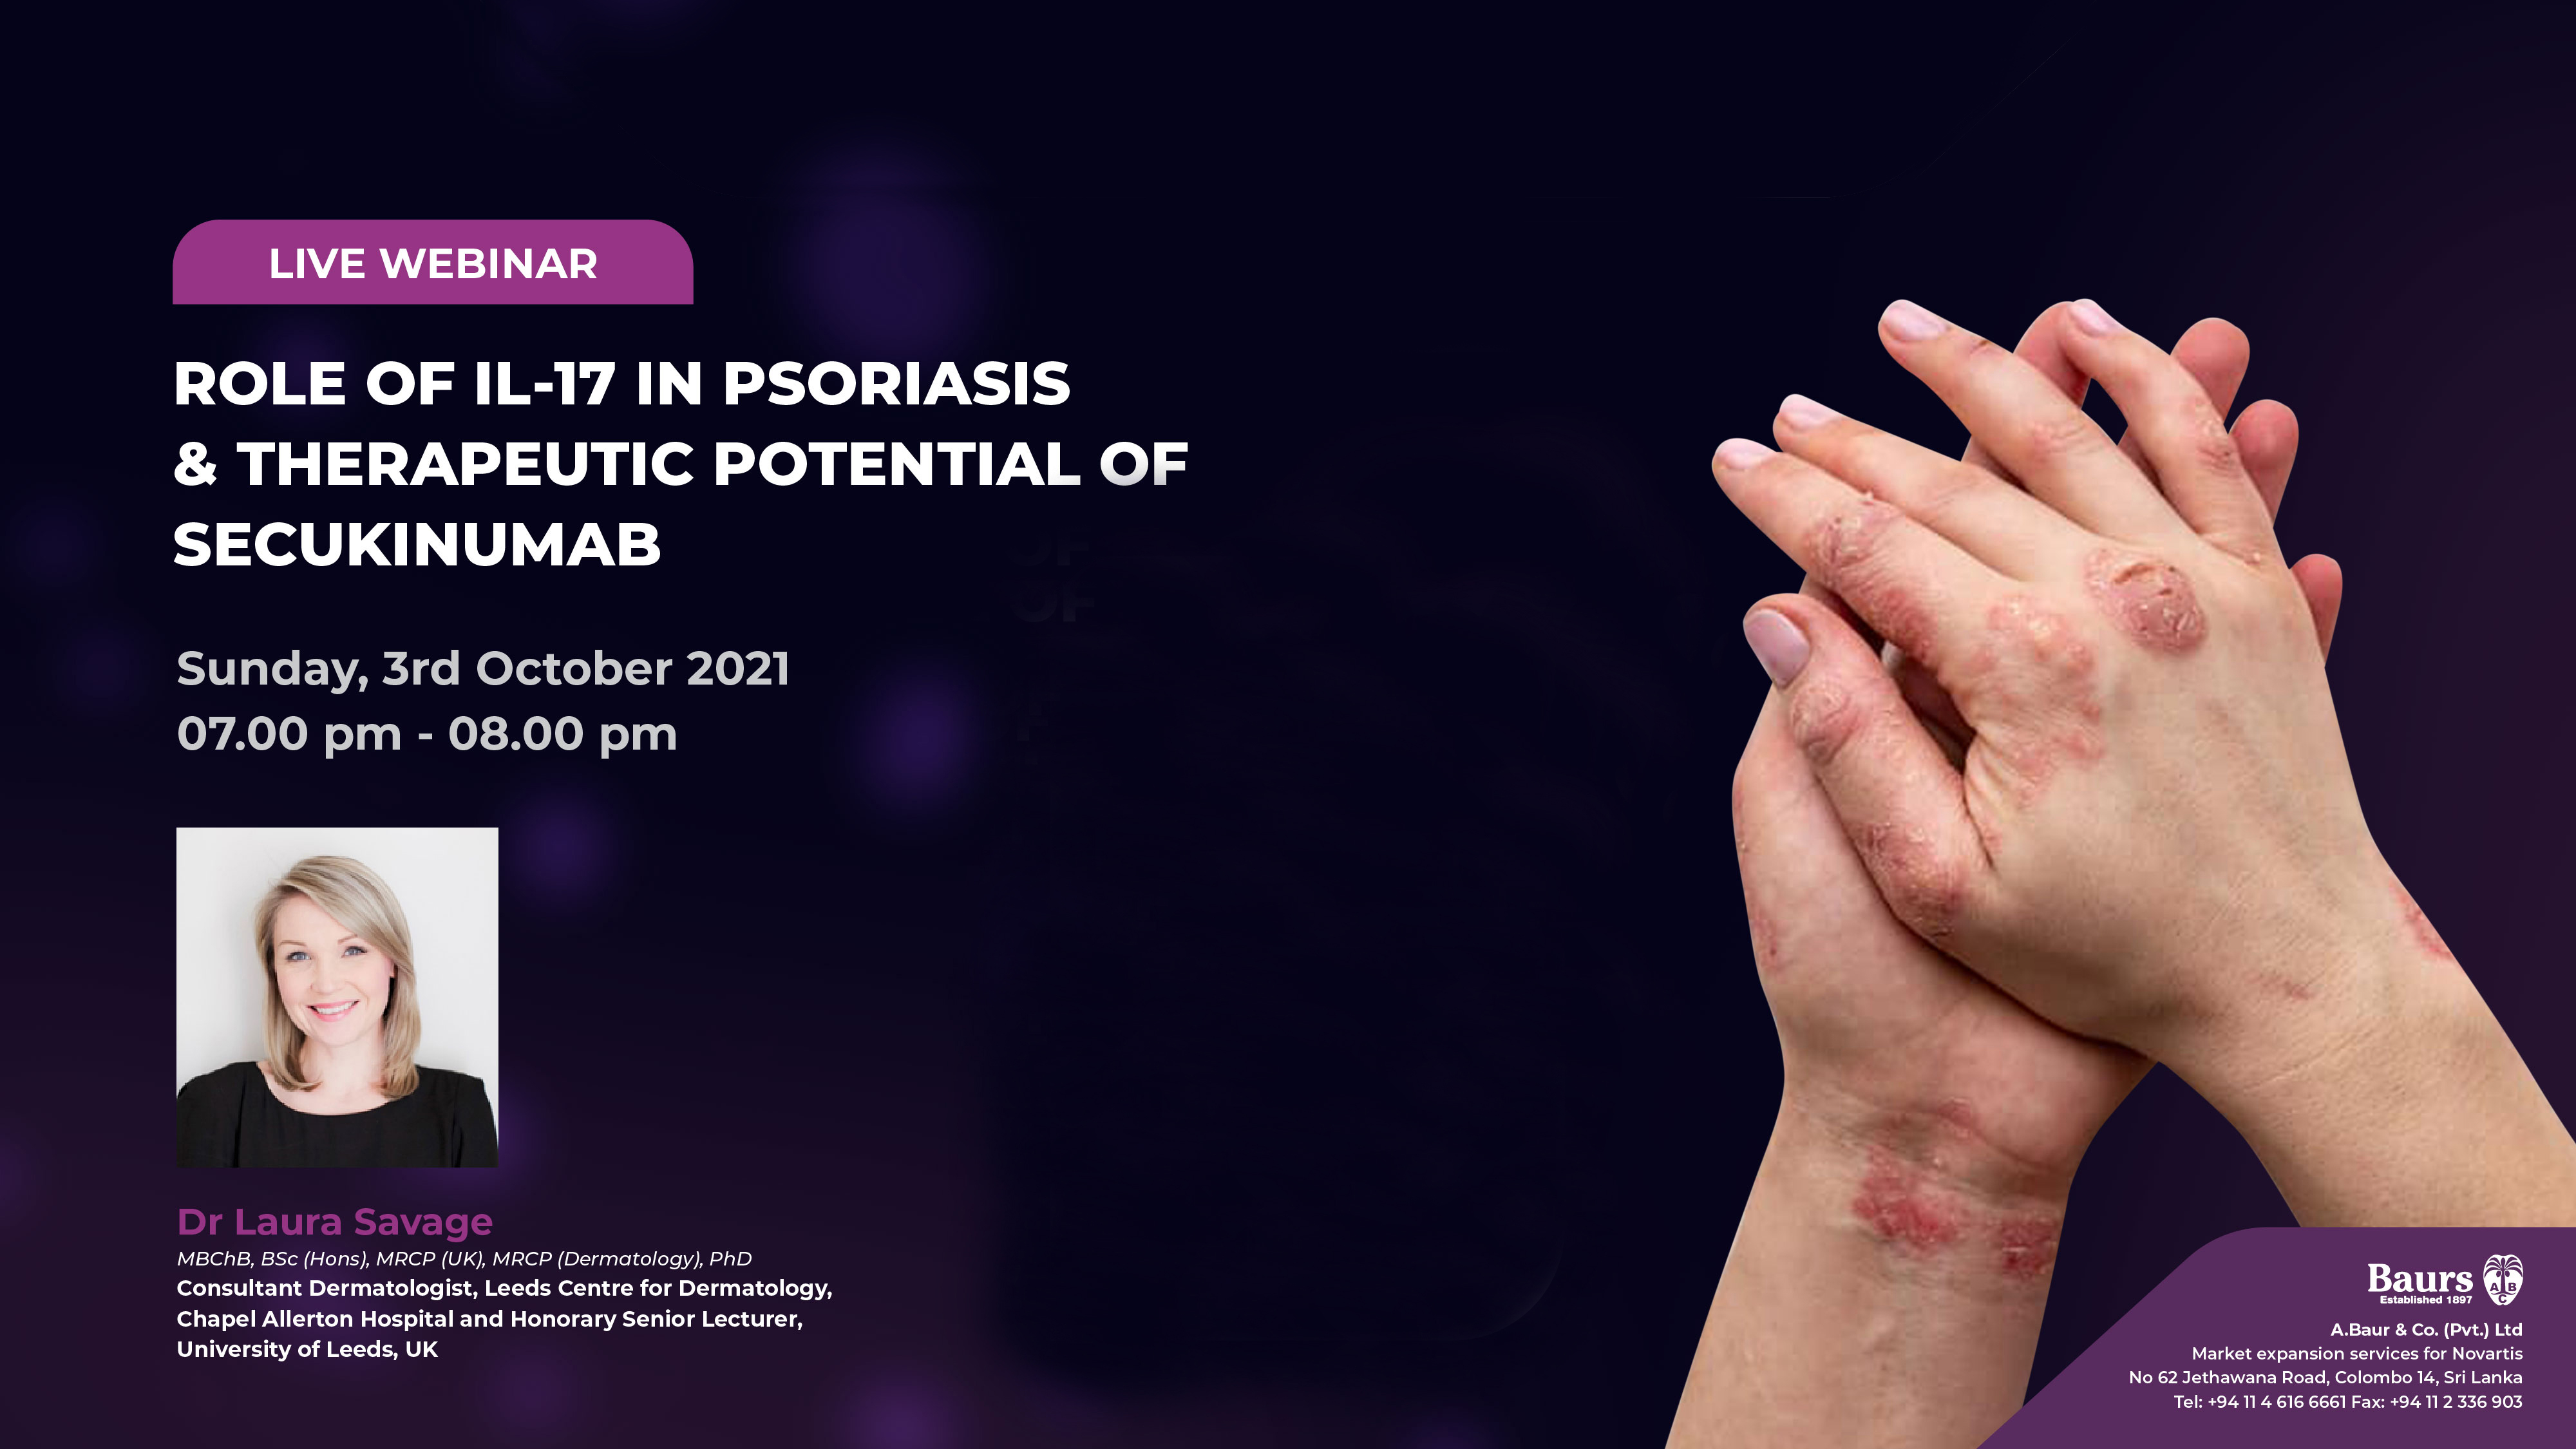 LIVE WEBINAR
ROLE OF IL-17 IN PSORIASIS
& THERAPEUTIC POTENTIAL OF
SECUKINUMAB
Sunday, 3rd October 2021
07.00 pm - 08.00 pm
Dr Laura Savage
MBChB, BSc (Hons), MRCP (UK), MRCP (Dermatology), PhD
Consultant Dermatologist, Leeds Centre for Dermatology,
Chapel Allerton Hospital and Honorary Senior Lecturer,
University of Leeds, UK
Baurs
A B C
Established 1897
A.Baur & Co. (Pvt.) Ltd
Market expansion services for Novartis
No 62 Jethawana Road, Colombo 14, Sri Lanka
Tel: +94 11 4 616 6661 Fax: +94 11 2 336 903